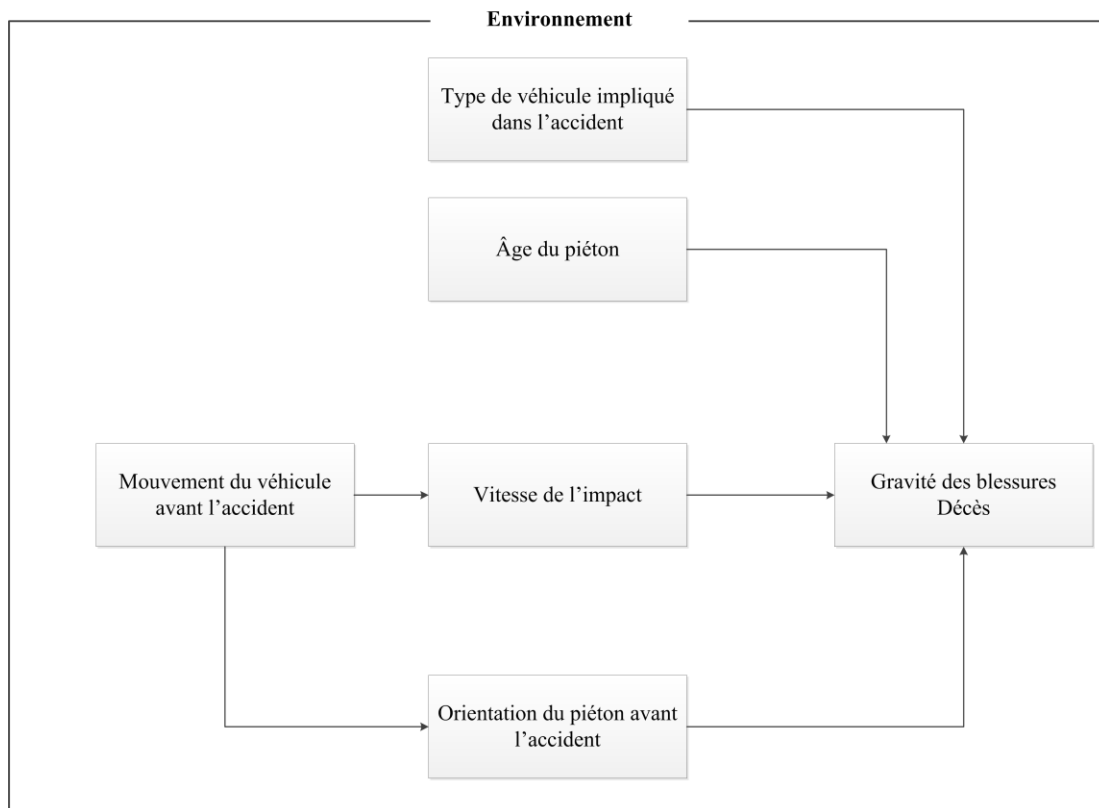 Environnement
Type de véhicule impliqué
dans l’accident
Âge du piéton
Mouvement du véhicule
avant l’accident
Vitesse de l’impact
Gravité des blessures
Décès
Orientation du piéton avant
l’accident